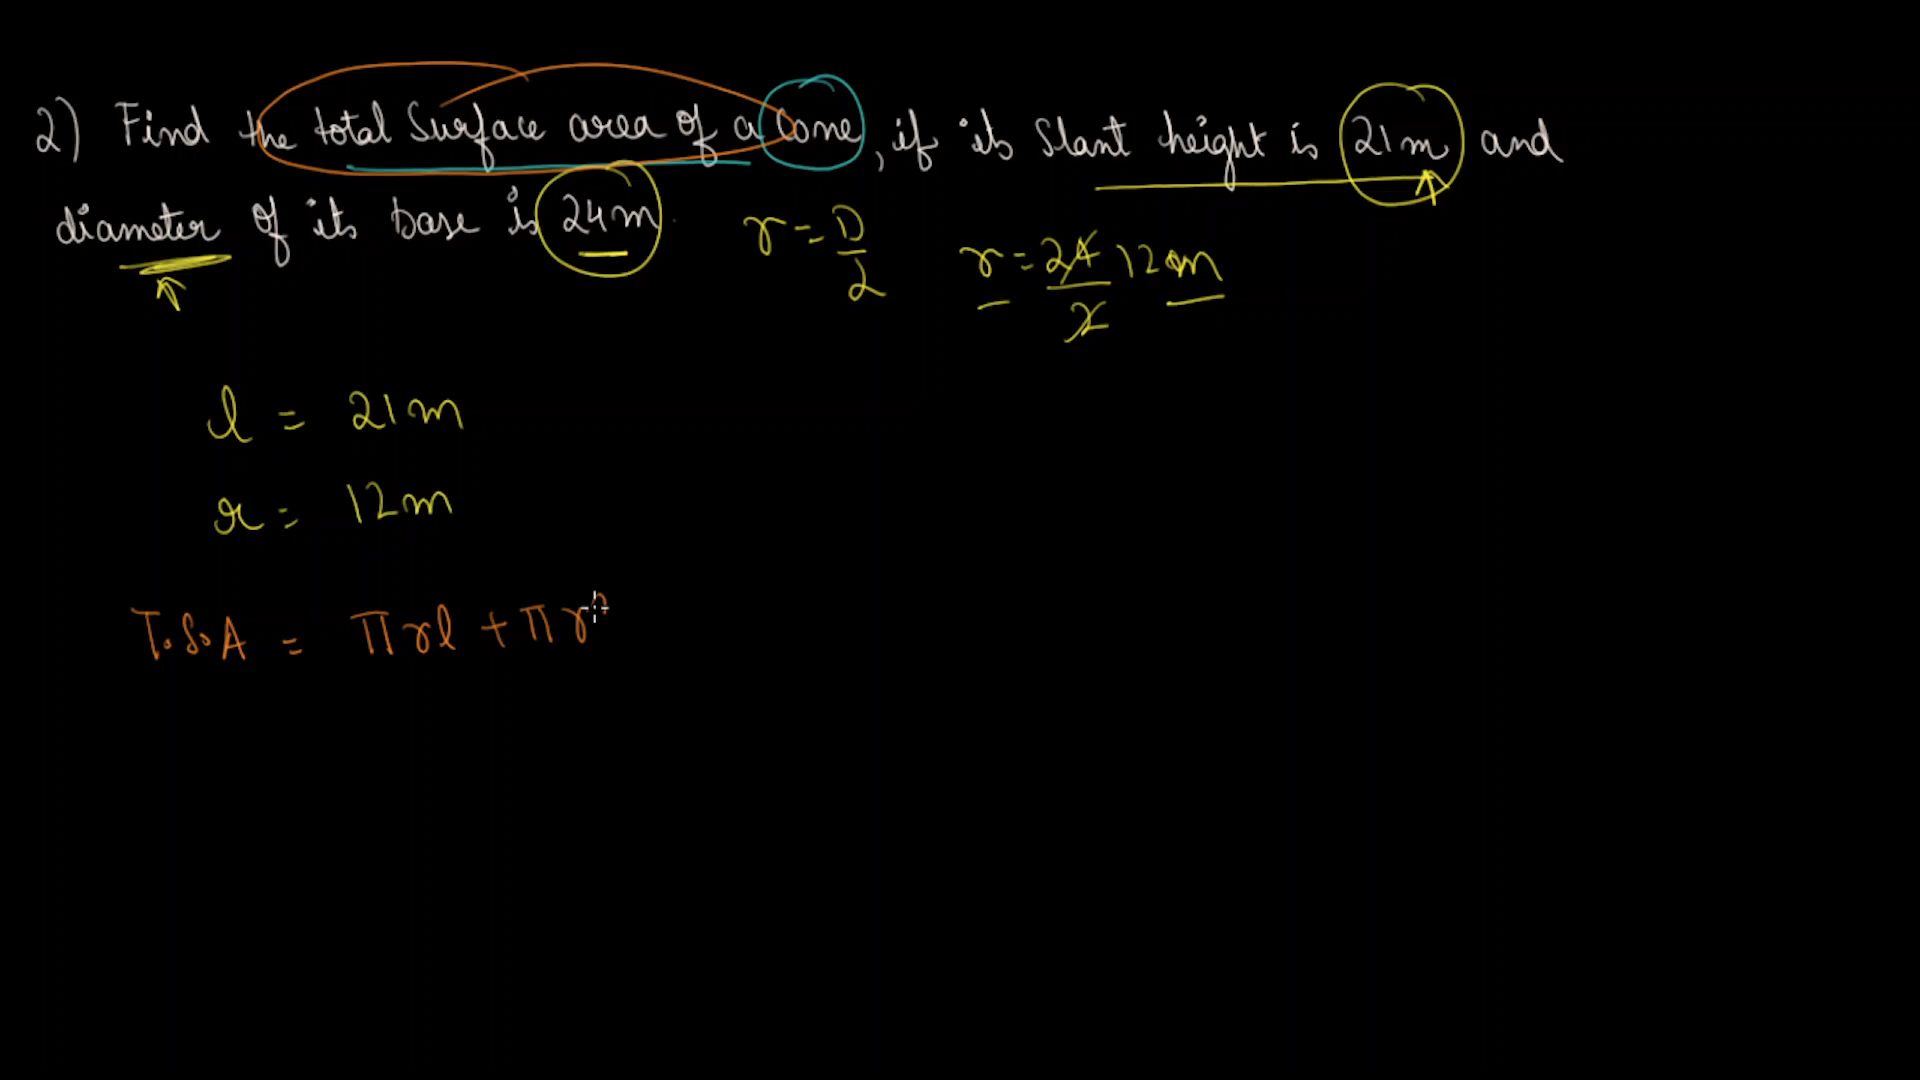 2) Find the total Surface area of a Cone, if its Slant height is 21m and
diameter of its base is 24m.
r = D/2 r = 24/2 12m
l = 21m
r = 12m
T.S.A = πrl + πr²